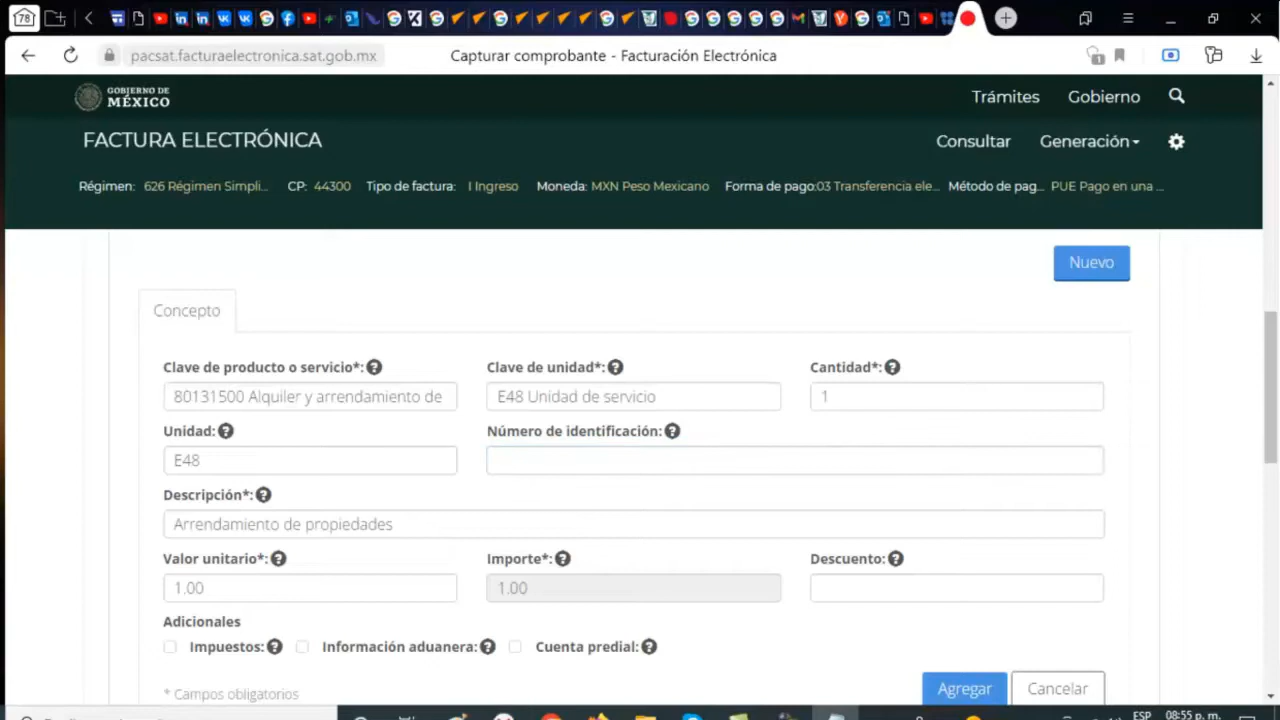 78
pacsat.facturaelectronica.sat.gob.mx
Capturar comprobante - Facturación Electrónica
GOBIERNO DE
MÉXICO
Trámites
Gobierno
FACTURA ELECTRÓNICA
Consultar
Generación
Régimen: 626 Régimen Simpli... CP: 44300 Tipo de factura: I Ingreso Moneda: MXN Peso Mexicano Forma de pago:03 Transferencia ele... Método de pag... PUE Pago en una ...
Nuevo
Concepto
Clave de producto o servicio*: Clave de unidad*: Cantidad*:
80131500 Alquiler y arrendamiento de E48 Unidad de servicio 1
Unidad: Número de identificación:
E48
Descripción*:
Arrendamiento de propiedades
Valor unitario*: Importe*: Descuento:
1.00 1.00
Adicionales
Impuestos: Información aduanera: Cuenta predial:
* Campos obligatorios
Agregar Cancelar
ESP 08:55 p. m.